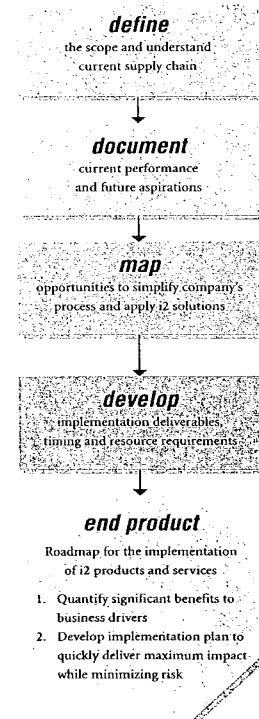 define
the scope and understand
current supply chain
document
current performance
and future aspirations
map
opportunities to simplify company's
process and apply i2 solutions
develop
implementation deliverables,
timing and resource requirements
end product
Roadmap for the implementation
of i2 products and services
1. Quantify significant benefits to
business drivers
2. Develop implementation plan to
quickly deliver maximum impact
while minimizing risk